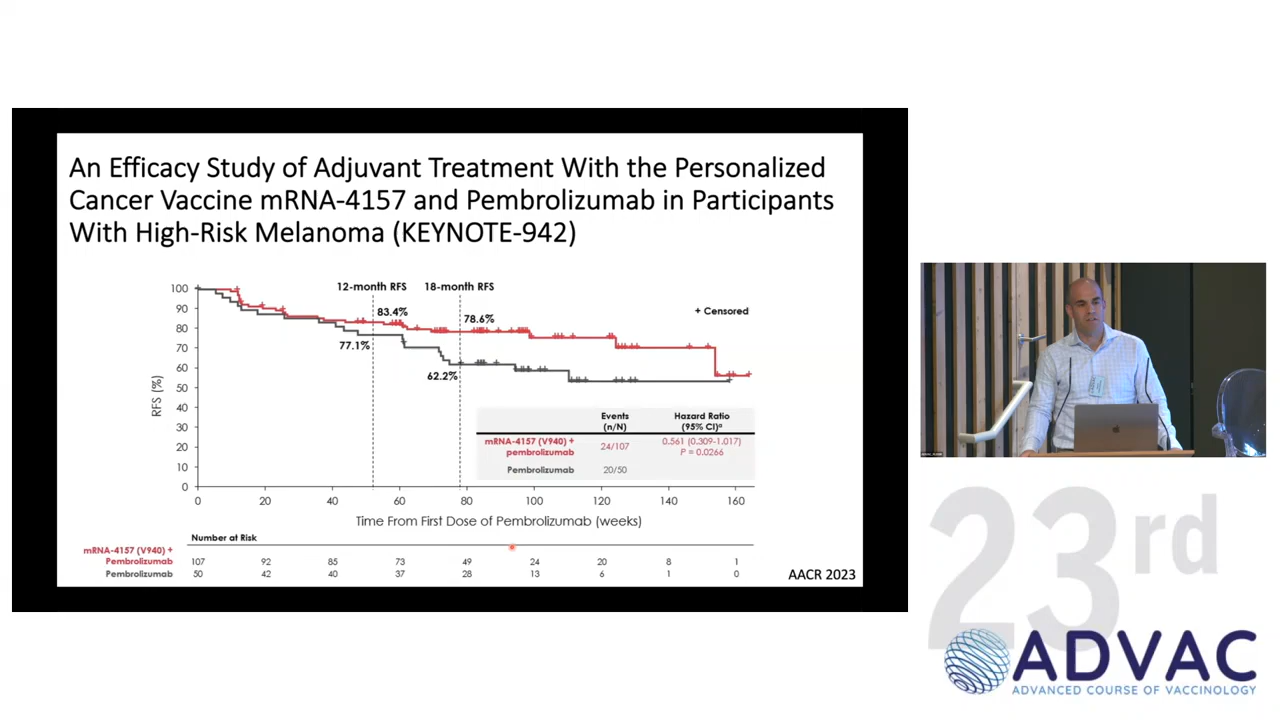 An Efficacy Study of Adjuvant Treatment With the Personalized
Cancer Vaccine mRNA-4157 and Pembrolizumab in Participants
With High-Risk Melanoma (KEYNOTE-942)
12-month RFS 18-month RFS
+ Censored
83.4% 78.6%
77.1% 62.2%
RFS (%)
100
90
80
70
60
50
40
30
20
10
0
Events
(n/N)
Hazard Ratio
(95% CI)ᵃ
mRNA-4157 (V940) +
pembrolizumab
24/107
0.561 (0.309-1.017)
P = 0.0266
Pembrolizumab 20/50
0 20 40 60 80 100 120 140 160
Time From First Dose of Pembrolizumab (weeks)
Number at Risk
mRNA-4157 (V940) +
Pembrolizumab 107 92 85 73 49 24 20 8 1
Pembrolizumab 50 42 40 37 28 13 6 1 0
AACR 2023
23rd
ADVAC
ADVANCED COURSE OF VACCINOLOGY